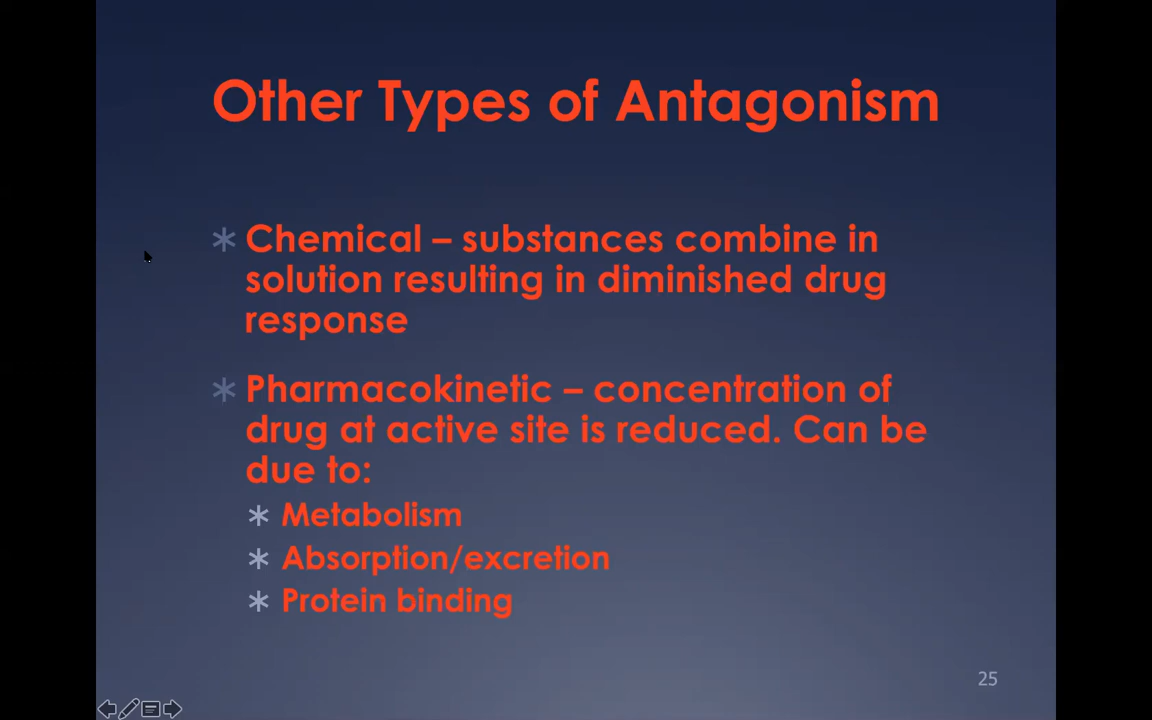 Other Types of Antagonism
* Chemical – substances combine in
solution resulting in diminished drug
response
* Pharmacokinetic – concentration of
drug at active site is reduced. Can be
due to:
* Metabolism
* Absorption/excretion
* Protein binding
25